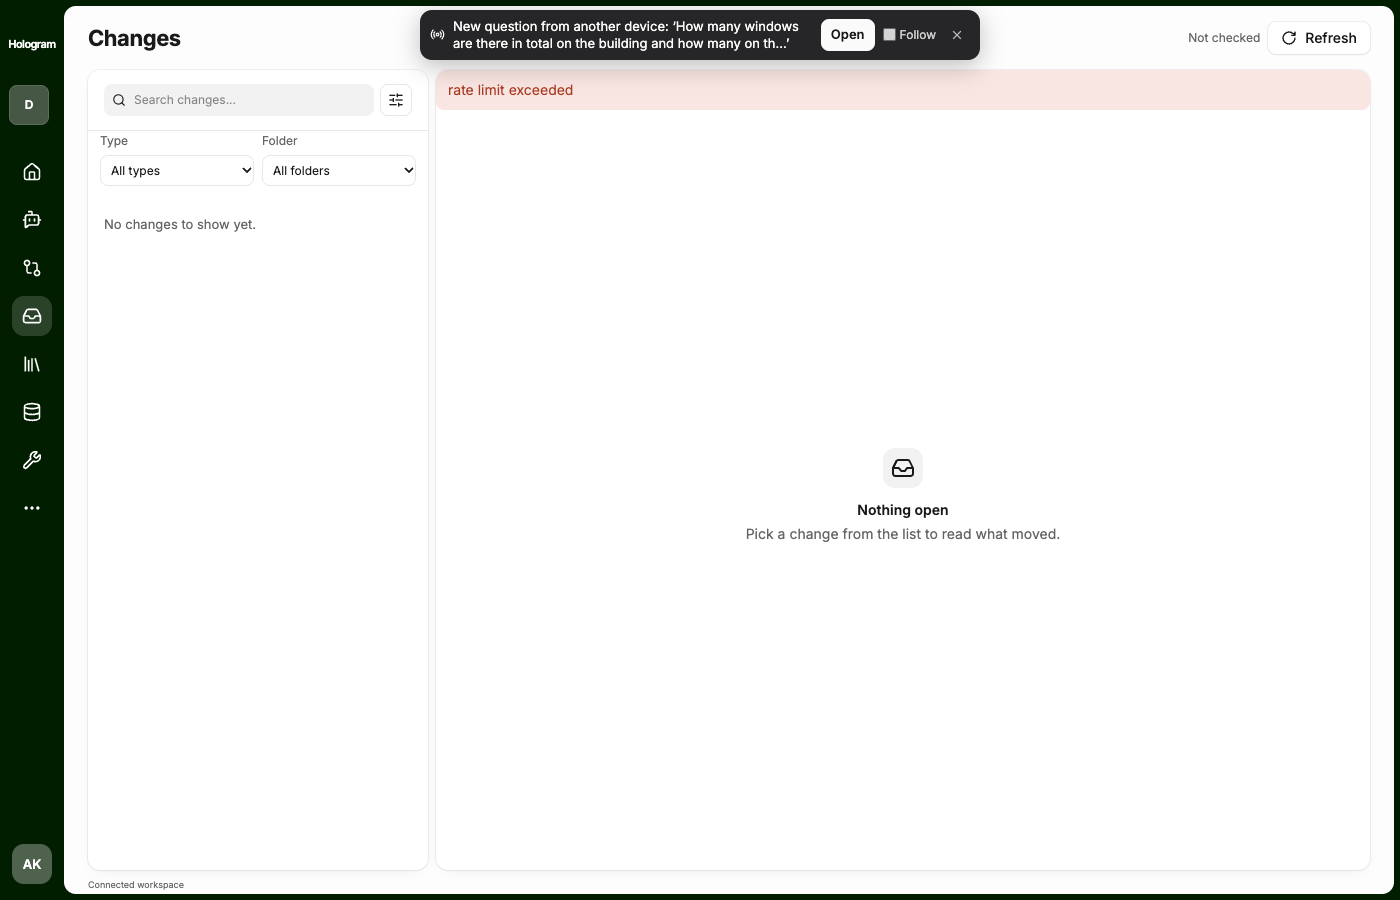 Hologram
D
AK
Changes
New question from another device: ‘How many windows
are there in total on the building and how many on th...’
Open
Follow
Not checked
Refresh
Search changes...
Type
Folder
All types
All folders
No changes to show yet.
rate limit exceeded
Nothing open
Pick a change from the list to read what moved.
Connected workspace